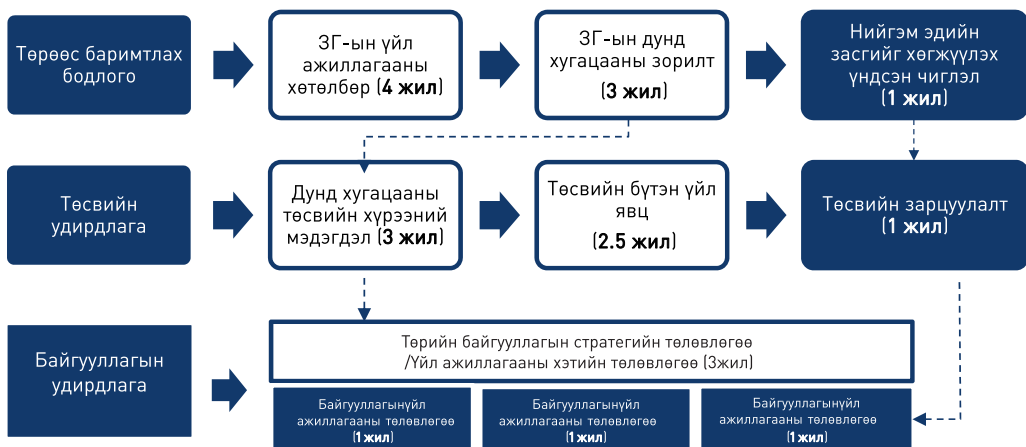 Төрөөс баримтлах
бодлого
ЗГ-ын үйл
ажиллагааны
хөтөлбөр (4 жил)
ЗГ-ын дунд
хугацааны зорилт
(3 жил)
Нийгэм эдийн
засгийг хөгжүүлэх
үндсэн чиглэл
(1 жил)
Төсвийн
удирдлага
Дунд хугацааны
төсвийн хүрээний
мэдэгдэл (3 жил)
Төсвийн бүтэн үйл
явц
(2.5 жил)
Төсвийн зарцуулалт
(1 жил)
Байгууллагын
удирдлага
Төрийн байгууллагын стратегийн төлөвлөгөө
/Үйл ажиллагааны хэтийн төлөвлөгөө (3жил)
Байгууллагынүйл
ажиллагааны төлөвлөгөө
(1 жил)
Байгууллагынүйл
ажиллагааны төлөвлөгөө
(1 жил)
Байгууллагынүйл
ажиллагааны төлөвлөгөө
(1 жил)